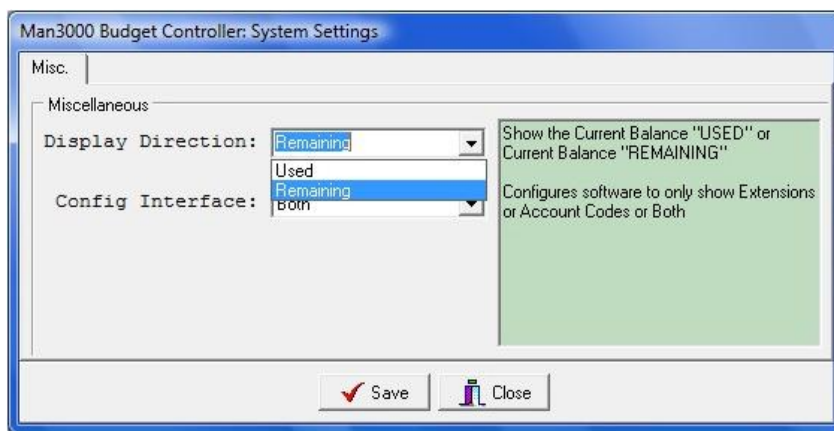 Man3000 Budget Controller: System Settings
Misc.
Miscellaneous
Display Direction:
Remaining
Used
Remaining
Config Interface:
Both
Show the Current Balance "USED" or
Current Balance "REMAINING"
Configures software to only show Extensions
or Account Codes or Both
Save
Close